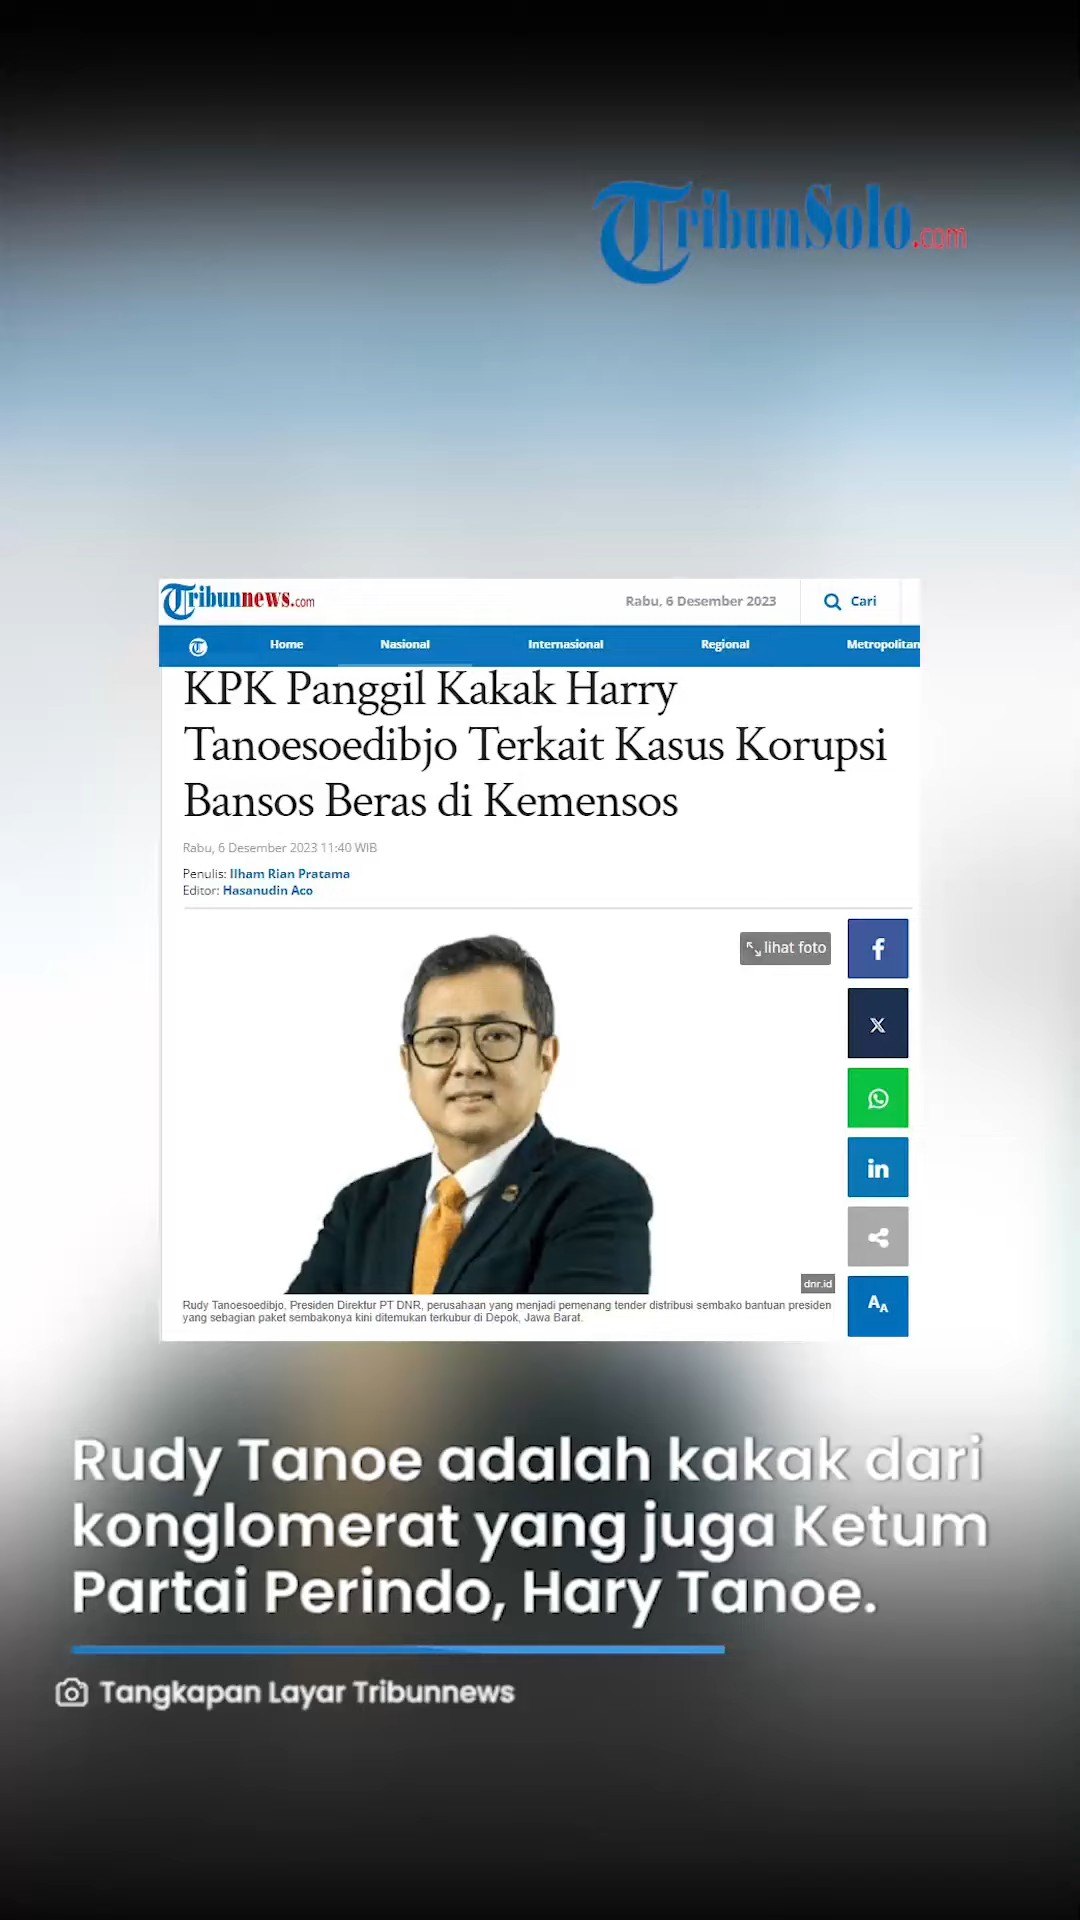 TribunSolo.com
Tribunnews.com
Rabu, 6 Desember 2023
Cari
Home
Nasional
Internasional
Regional
Metropolitan
KPK Panggil Kakak Harry
Tanoesoedibjo Terkait Kasus Korupsi
Bansos Beras di Kemensos
Rabu, 6 Desember 2023 11:40 WIB
Penulis: Ilham Rian Pratama
Editor: Hasanudin Aco
lihat foto
dnr.id
Rudy Tanoesoedibjo, Presiden Direktur PT DNR, perusahaan yang menjadi pemenang tender distribusi sembako bantuan presiden
yang sebagian paket sembakonya kini ditemukan terkubur di Depok, Jawa Barat.
Rudy Tanoe adalah kakak dari
konglomerat yang juga Ketum
Partai Perindo, Hary Tanoe.
Tangkapan Layar Tribunnews